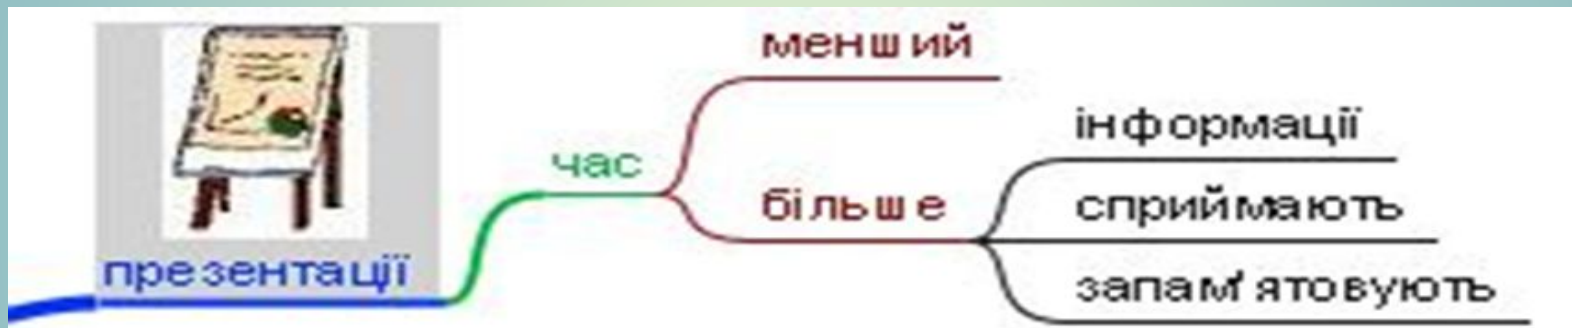 менший
інформації
час
більше
сприймають
презентації
запам'ятовують